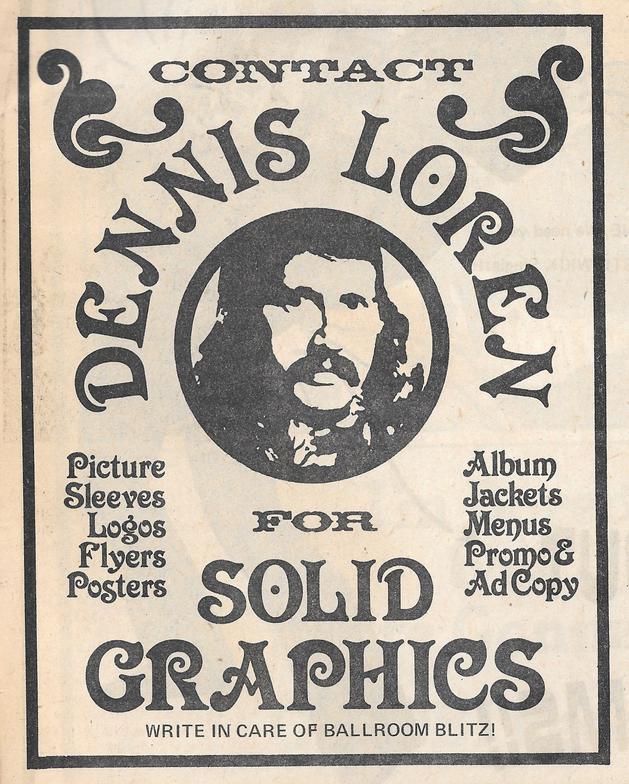 CONTACT
DENNIS LOREN
Picture
Sleeves
Logos
Flyers
Posters
FOR
Album
Jackets
Menus
Promo &
Ad Copy
SOLID
GRAPHICS
WRITE IN CARE OF BALLROOM BLITZ!